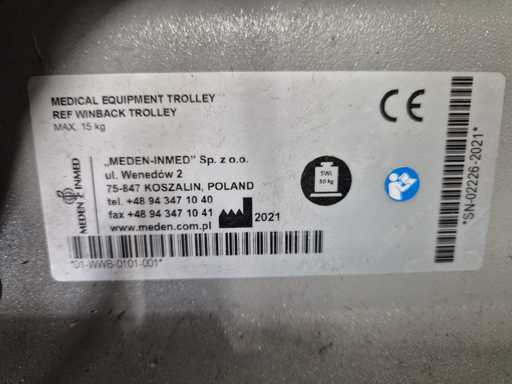 MEDICAL EQUIPMENT TROLLEY
REF WINBACK TROLLEY
MAX. 15 kg
CE
MEDEN INMED
„MEDEN-INMED" Sp. z o.o.
ul. Wenedów 2
75-847 KOSZALIN, POLAND
tel. +48 94 347 10 40
fax +48 94 347 10 41
www.meden.com.pl
2021
SWL
50 kg
*SN-02226-2021*
*01-WWB-0101-001*